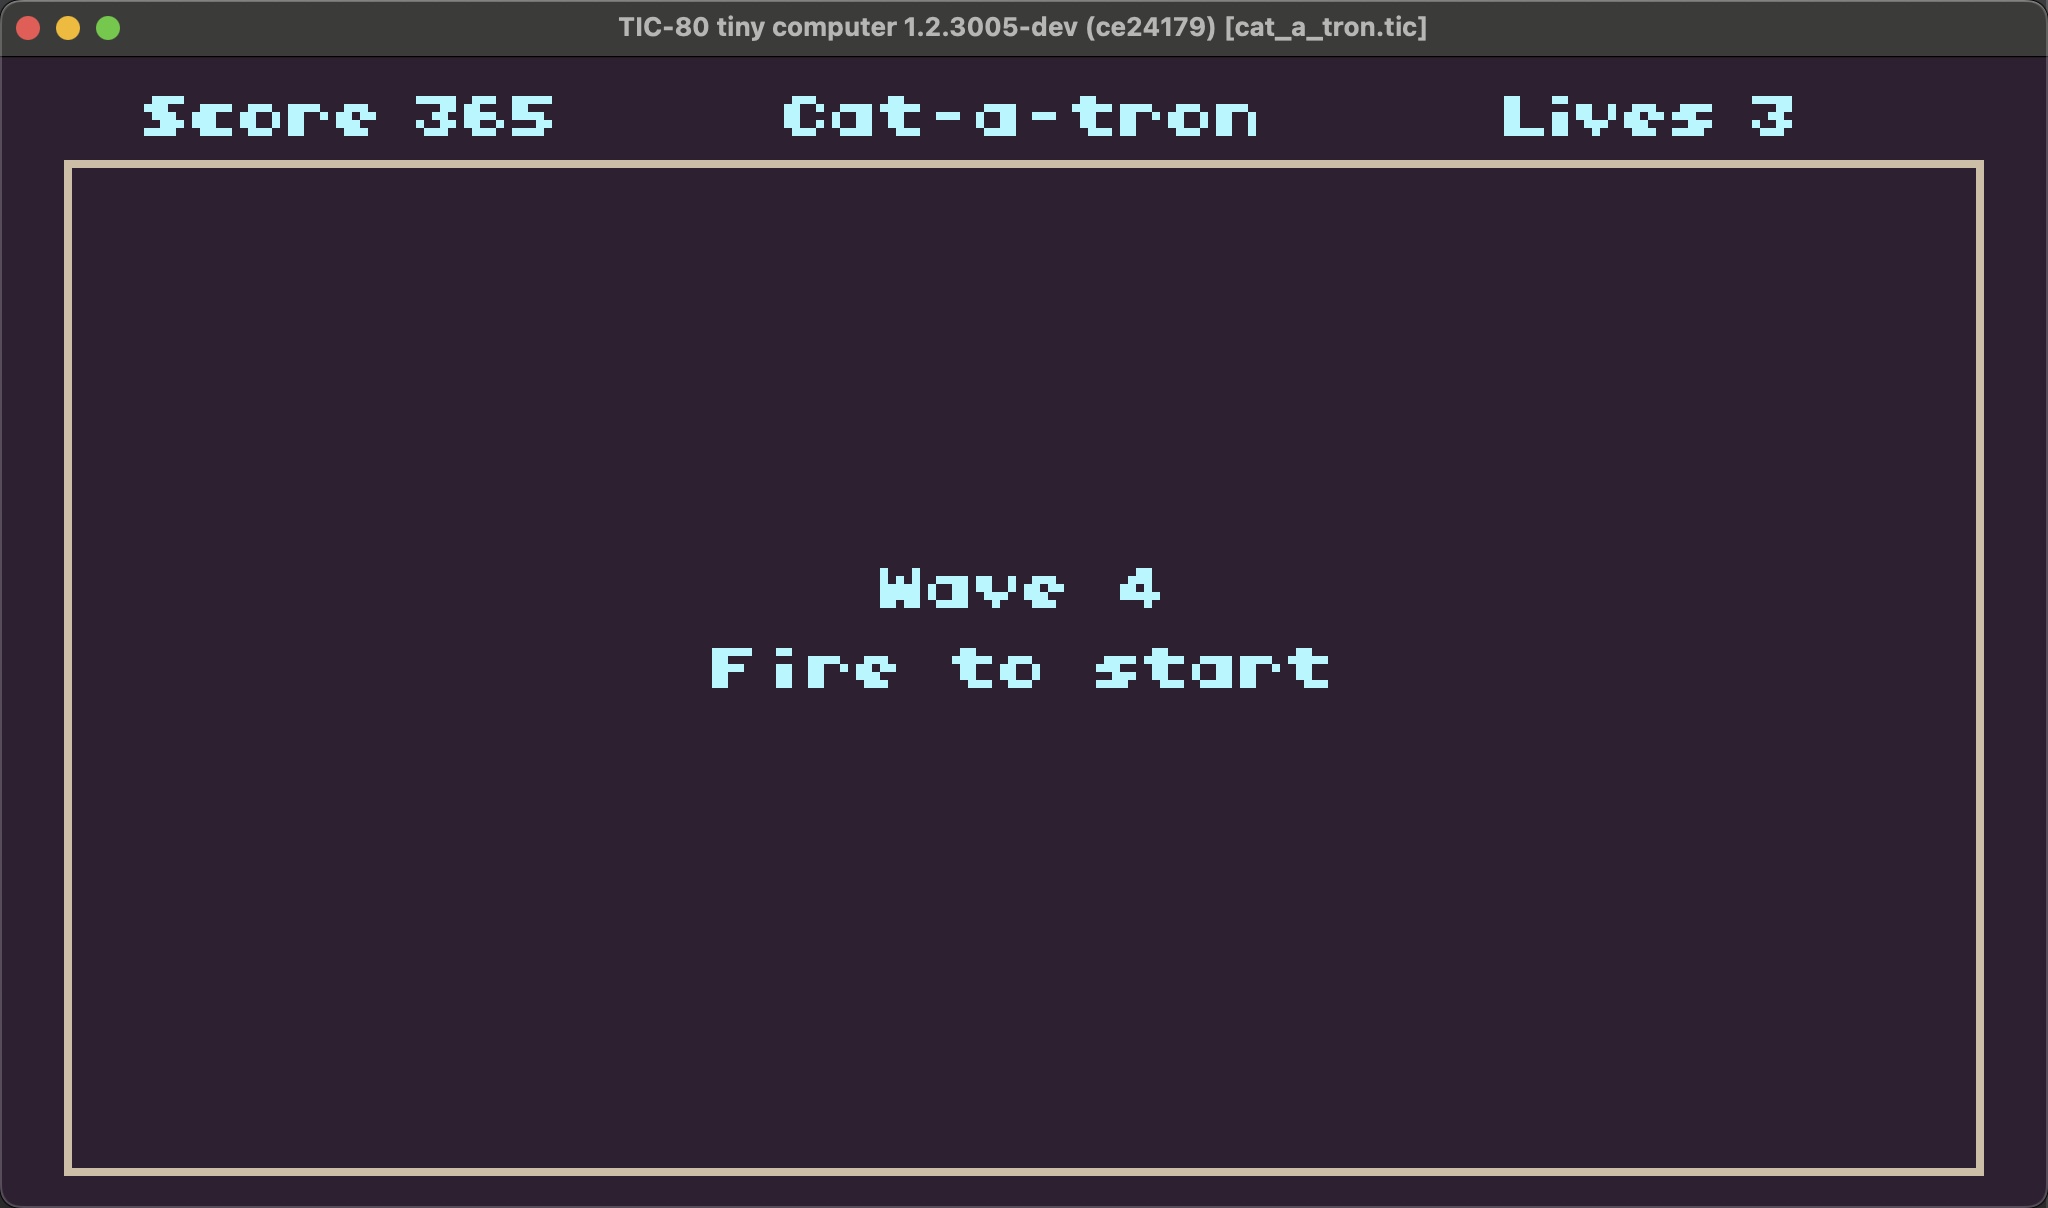 TIC-80 tiny computer 1.2.3005-dev (ce24179) [cat_a_tron.tic]
Score 365 Cat-a-tron Lives 3
Wave 4
Fire to start